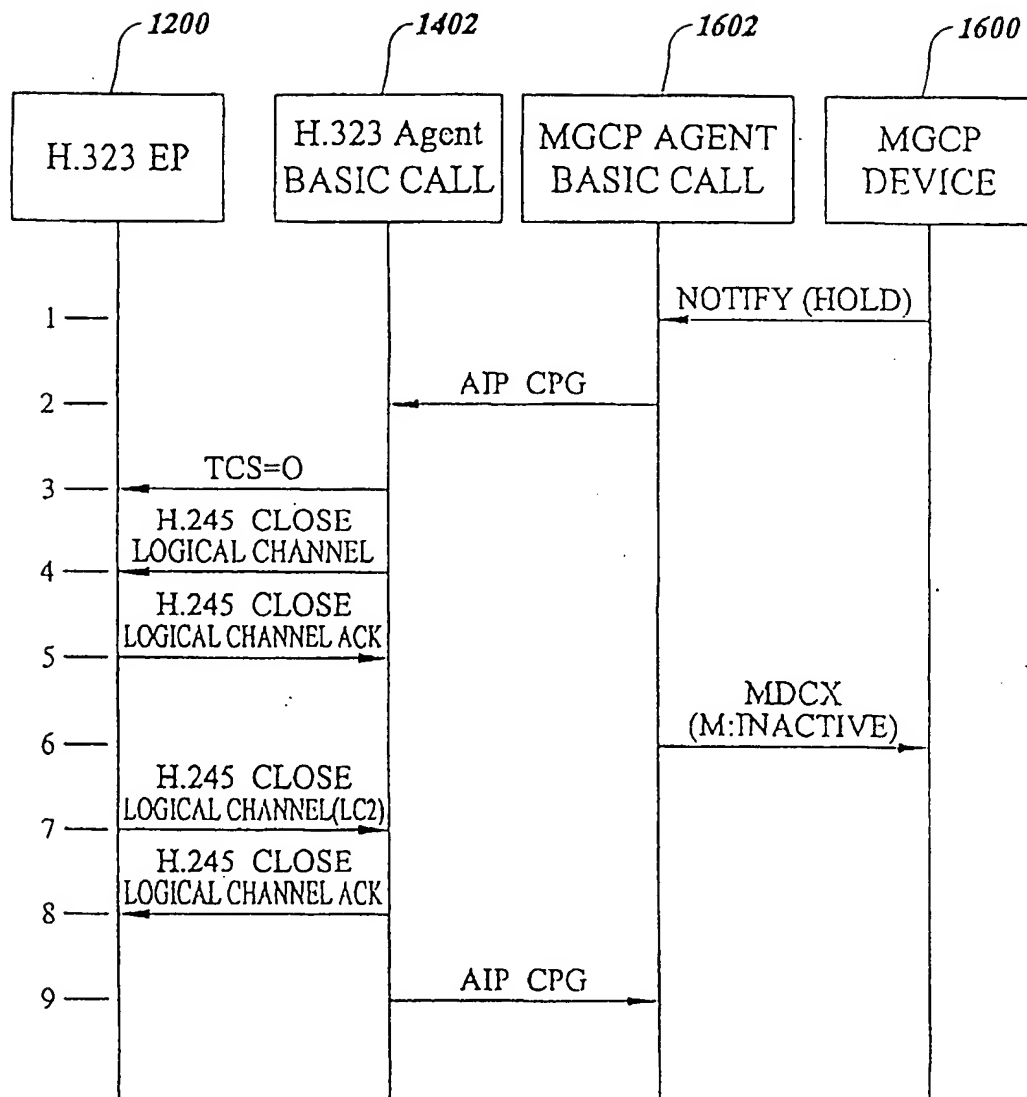 1200
1402
1602
1600
H.323 EP
H.323 Agent
BASIC CALL
MGCP AGENT
BASIC CALL
MGCP
DEVICE
1
NOTIFY (HOLD)
2
AIP CPG
3
TCS=O
H.245 CLOSE
LOGICAL CHANNEL
4
H.245 CLOSE
LOGICAL CHANNEL ACK
5
MDCX
(M:INACTIVE)
6
H.245 CLOSE
LOGICAL CHANNEL(LC2)
7
H.245 CLOSE
LOGICAL CHANNEL ACK
8
9
AIP CPG